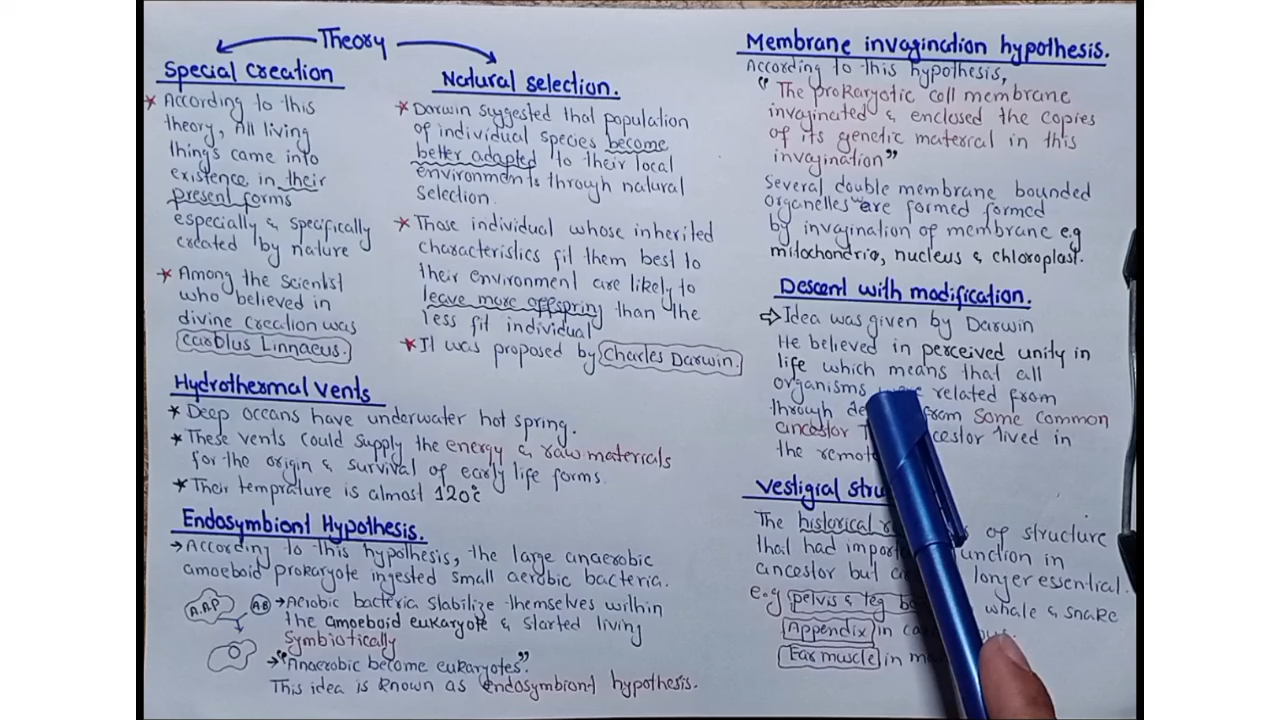 Theory
Special creation
* According to this
theory, All living
things came into
existence in their
present forms
especially & specifically
created by nature
* Among the Scientist
who believed in
divine creation was
carolus Linnaeus.
Natural selection.
* Darwin suggested that population
of individual species become
better adapted to their local
environments through natural
selection.
* Those individual whose inherited
characteristics fit them best to
their environment are likely to
leave more offspring than the
less fit individual
* It was proposed by Charles Darwin.
Hydrothermal vents
* Deep oceans have underwater hot spring.
* These vents could supply the energy & raw materials
for the origin & survival of early life forms.
* Their temprature is almost 120°c
Endosymbiont Hypothesis.
→ According to this hypothesis, the large anaerobic
amoeboid prokaryote ingested small aerobic bacteria.
A.A.P
AB
→ Aerobic bacteria stabilize themselves within
the amoeboid eukaryote & started living
Symbiotically
→ "Anaerobic become eukaryotes".
This idea is known as endosymbiont hypothesis.
Membrane invagination hypothesis.
According to this hypothesis,
"The prokaryotic cell membrane
invaginated & enclosed the copies
of its genetic material in this
invagination"
Several double membrane bounded
organelles are formed formed
by invagination of membrane e.g
mitochondria, nucleus & chloroplast.
Descent with modification.
⇒ Idea was given by Darwin
He believed in perceived unity in
life which means that all
organisms related from
through from some common
ancestor lived in
the
Vestigial
The historical of structure
that had in
ancestor but longer essential.
e.g pelvis & leg whale & snake
Appendix in
Ear muscle in